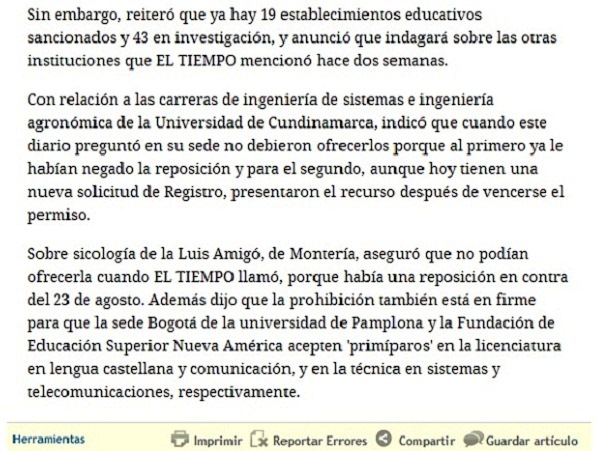 Sin embargo, reiteró que ya hay 19 establecimientos educativos
sancionados y 43 en investigación, y anunció que indagará sobre las otras
instituciones que EL TIEMPO mencionó hace dos semanas.
Con relación a las carreras de ingeniería de sistemas e ingeniería
agronómica de la Universidad de Cundinamarca, indicó que cuando este
diario preguntó en su sede no debieron ofrecerlos porque al primero ya le
habían negado la reposición y para el segundo, aunque hoy tienen una
nueva solicitud de Registro, presentaron el recurso después de vencerse el
permiso.
Sobre sicología de la Luis Amigó, de Montería, aseguró que no podían
ofrecerla cuando EL TIEMPO llamó, porque había una reposición en contra
del 23 de agosto. Además dijo que la prohibición también está en firme
para que la sede Bogotá de la universidad de Pamplona y la Fundación de
Educación Superior Nueva América acepten 'primíparos' en la licenciatura
en lengua castellana y comunicación, y en la técnica en sistemas y
telecomunicaciones, respectivamente.
Herramientas Imprimir Reportar Errores Compartir Guardar artículo